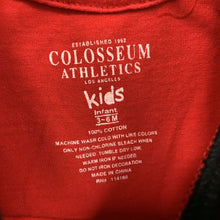 ESTABLISHED 1992
COLOSSEUM
ATHLETICS
LOS ANGELES
kids
Infant
3-6M
100% COTTON
MACHINE WASH COLD WITH LIKE COLORS
ONLY NON-CHLORINE BLEACH WHEN
NEEDED. TUMBLE DRY LOW.
WARM IRON IF NEEDED
DO NOT IRON DECORATION
MADE IN CHINA
RN# 114166